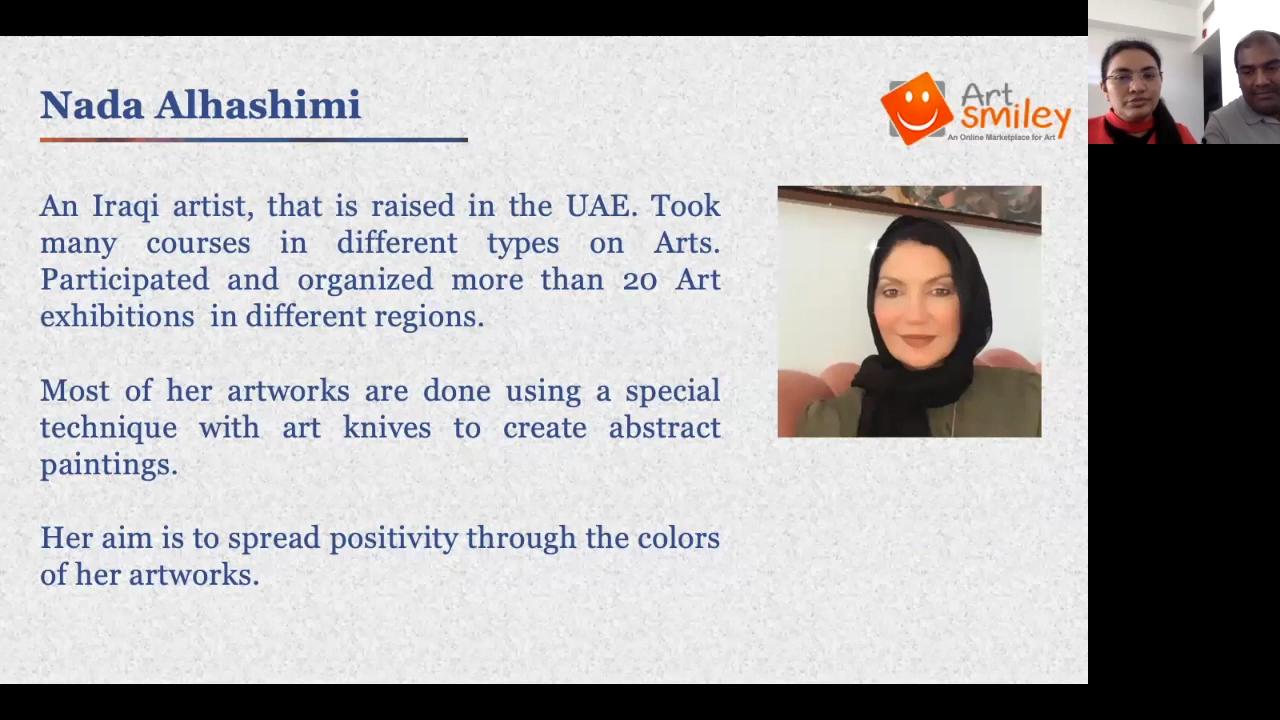 Nada Alhashimi
Art
smiley
An Online Marketplace for Art
An Iraqi artist, that is raised in the UAE. Took
many courses in different types on Arts.
Participated and organized more than 20 Art
exhibitions in different regions.
Most of her artworks are done using a special
technique with art knives to create abstract
paintings.
Her aim is to spread positivity through the colors
of her artworks.